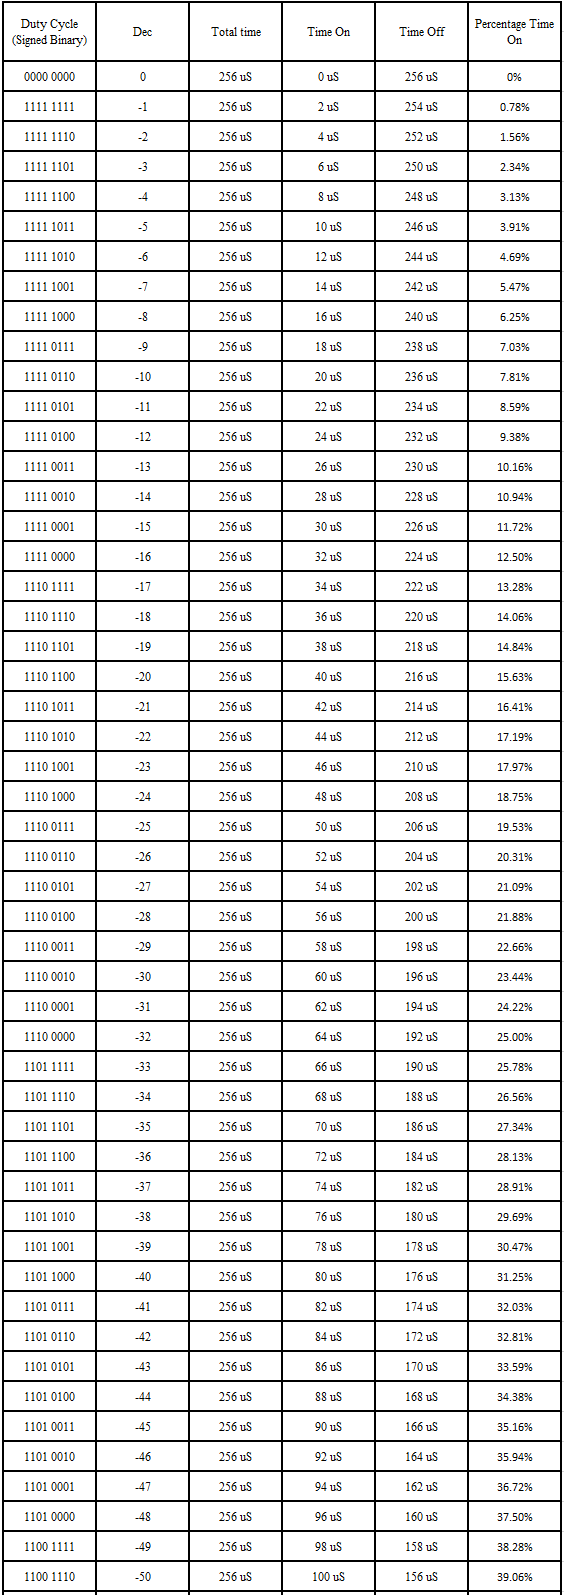 Duty Cycle (Signed Binary) Dec Total time Time On Time Off Percentage Time On
0000 0000 0 256 uS 0 uS 256 uS 0%
1111 1111 -1 256 uS 2 uS 254 uS 0.78%
1111 1110 -2 256 uS 4 uS 252 uS 1.56%
1111 1101 -3 256 uS 6 uS 250 uS 2.34%
1111 1100 -4 256 uS 8 uS 248 uS 3.13%
1111 1011 -5 256 uS 10 uS 246 uS 3.91%
1111 1010 -6 256 uS 12 uS 244 uS 4.69%
1111 1001 -7 256 uS 14 uS 242 uS 5.47%
1111 1000 -8 256 uS 16 uS 240 uS 6.25%
1111 0111 -9 256 uS 18 uS 238 uS 7.03%
1111 0110 -10 256 uS 20 uS 236 uS 7.81%
1111 0101 -11 256 uS 22 uS 234 uS 8.59%
1111 0100 -12 256 uS 24 uS 232 uS 9.38%
1111 0011 -13 256 uS 26 uS 230 uS 10.16%
1111 0010 -14 256 uS 28 uS 228 uS 10.94%
1111 0001 -15 256 uS 30 uS 226 uS 11.72%
1111 0000 -16 256 uS 32 uS 224 uS 12.50%
1110 1111 -17 256 uS 34 uS 222 uS 13.28%
1110 1110 -18 256 uS 36 uS 220 uS 14.06%
1110 1101 -19 256 uS 38 uS 218 uS 14.84%
1110 1100 -20 256 uS 40 uS 216 uS 15.63%
1110 1011 -21 256 uS 42 uS 214 uS 16.41%
1110 1010 -22 256 uS 44 uS 212 uS 17.19%
1110 1001 -23 256 uS 46 uS 210 uS 17.97%
1110 1000 -24 256 uS 48 uS 208 uS 18.75%
1110 0111 -25 256 uS 50 uS 206 uS 19.53%
1110 0110 -26 256 uS 52 uS 204 uS 20.31%
1110 0101 -27 256 uS 54 uS 202 uS 21.09%
1110 0100 -28 256 uS 56 uS 200 uS 21.88%
1110 0011 -29 256 uS 58 uS 198 uS 22.66%
1110 0010 -30 256 uS 60 uS 196 uS 23.44%
1110 0001 -31 256 uS 62 uS 194 uS 24.22%
1110 0000 -32 256 uS 64 uS 192 uS 25.00%
1101 1111 -33 256 uS 66 uS 190 uS 25.78%
1101 1110 -34 256 uS 68 uS 188 uS 26.56%
1101 1101 -35 256 uS 70 uS 186 uS 27.34%
1101 1100 -36 256 uS 72 uS 184 uS 28.13%
1101 1011 -37 256 uS 74 uS 182 uS 28.91%
1101 1010 -38 256 uS 76 uS 180 uS 29.69%
1101 1001 -39 256 uS 78 uS 178 uS 30.47%
1101 1000 -40 256 uS 80 uS 176 uS 31.25%
1101 0111 -41 256 uS 82 uS 174 uS 32.03%
1101 0110 -42 256 uS 84 uS 172 uS 32.81%
1101 0101 -43 256 uS 86 uS 170 uS 33.59%
1101 0100 -44 256 uS 88 uS 168 uS 34.38%
1101 0011 -45 256 uS 90 uS 166 uS 35.16%
1101 0010 -46 256 uS 92 uS 164 uS 35.94%
1101 0001 -47 256 uS 94 uS 162 uS 36.72%
1101 0000 -48 256 uS 96 uS 160 uS 37.50%
1100 1111 -49 256 uS 98 uS 158 uS 38.28%
1100 1110 -50 256 uS 100 uS 156 uS 39.06%